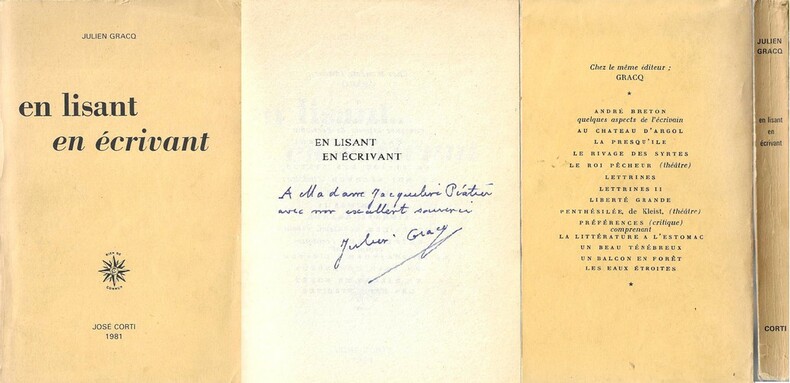 JULIEN GRACQ
en lisant
en écrivant
RIEN DE
COMMUN
JOSÉ CORTI
1981
EN LISANT
EN ÉCRIVANT
A Madame Jacqueline Piatier
avec mon excellent souvenir
Julien Gracq
Chez le même éditeur ;
GRACQ
ANDRÉ BRETON
quelques aspects de l'écrivain
AU CHATEAU D'ARGOL
LA PRESQU'ILE
LE RIVAGE DES SYRTES
LE ROI PÊCHEUR (théâtre)
LETTRINES
LETTRINES II
LIBERTÉ GRANDE
PENTHÉSILÉE, de Kleist, (théâtre)
PRÉFÉRENCES (critique)
comprenant
LA LITTÉRATURE A L'ESTOMAC
UN BEAU TÉNÉBREUX
UN BALCON EN FORÊT
LES EAUX ÉTROITES
JULIEN
GRACQ
en lisant
en
écrivant
CORTI